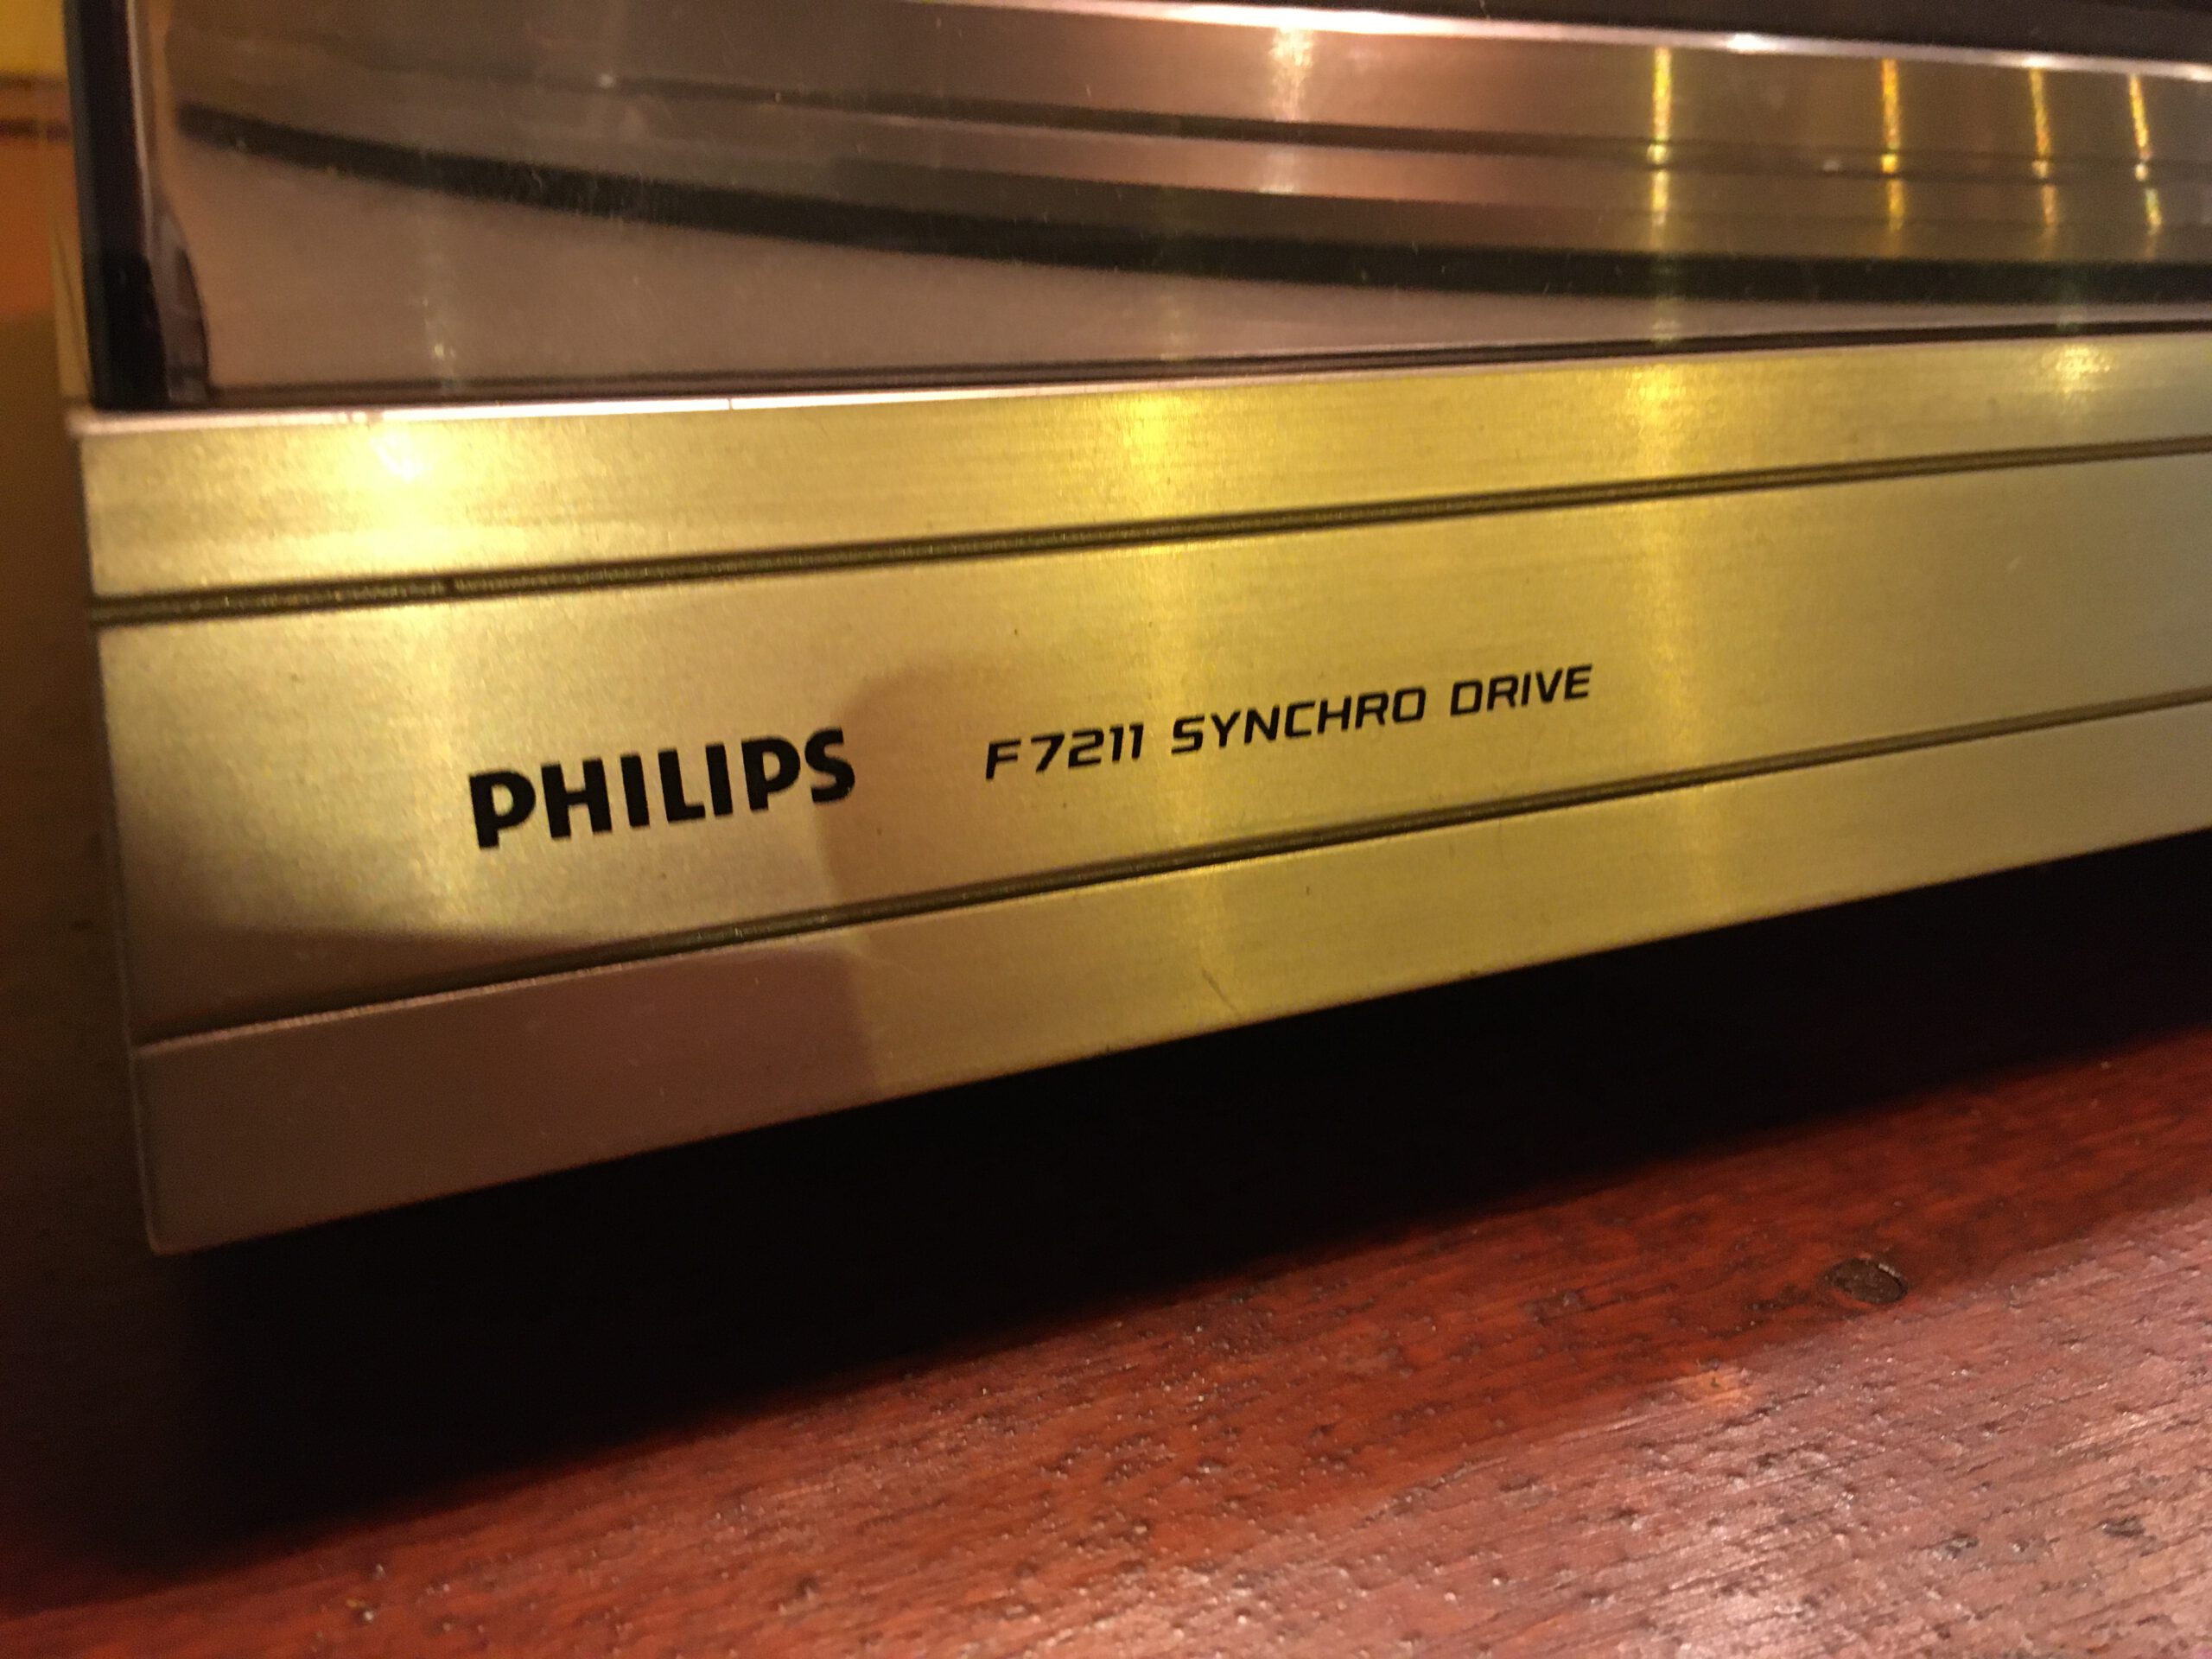 PHILIPS F7211 SYNCHRO DRIVE